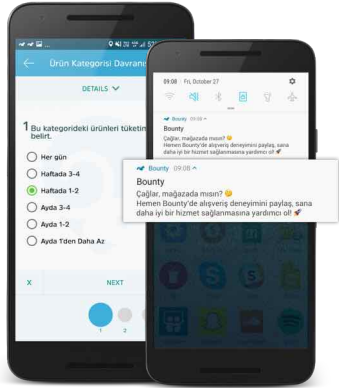 Ürün Kategorisi Davranış
DETAILS
1 Bu kategorideki ürünleri tüketim
belirt.
Her gün
Haftada 3-4
Haftada 1-2
Ayda 3-4
Ayda 1-2
Ayda 1'den Daha Az
X
NEXT
1
2
09:08 Fri, October 27
Bounty 09:08
Bounty
Çağlar, mağazada mısın?
Hemen Bounty'de alışveriş deneyimini paylaş, sana
daha iyi bir hizmet sağlanmasına yardımcı ol!
Bounty 09:08
Bounty
Çağlar, mağazada mısın?
Hemen Bounty'de alışveriş deneyimini paylaş, sana
daha iyi bir hizmet sağlanmasına yardımcı ol!